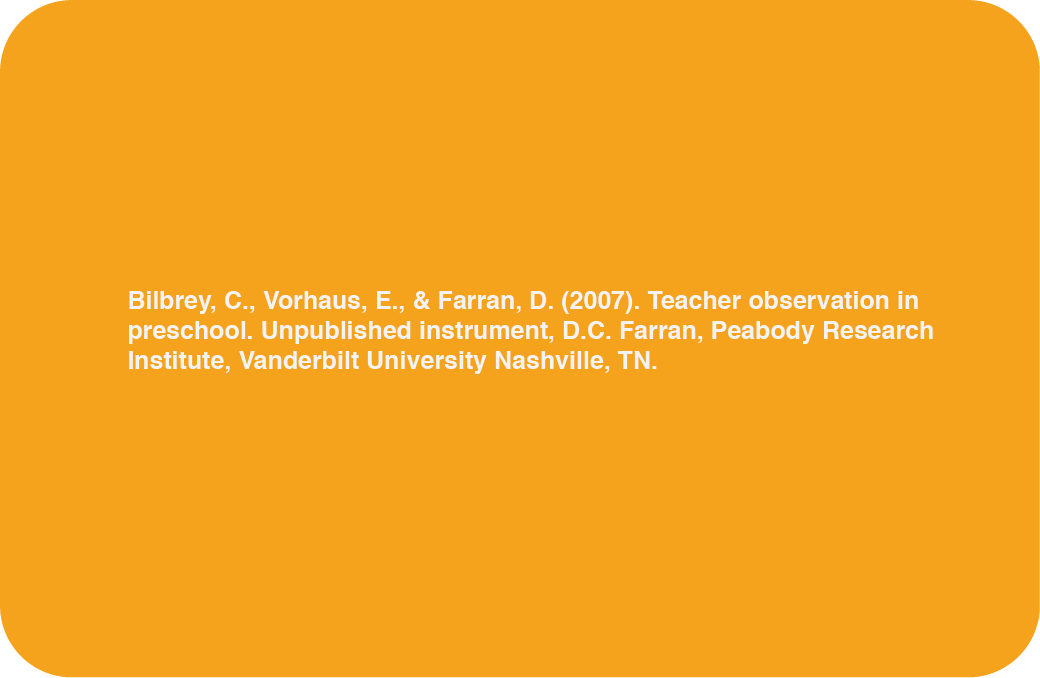 Bilbrey, C., Vorhaus, E., & Farran, D. (2007). Teacher observation in
preschool. Unpublished instrument, D.C. Farran, Peabody Research
Institute, Vanderbilt University Nashville, TN.